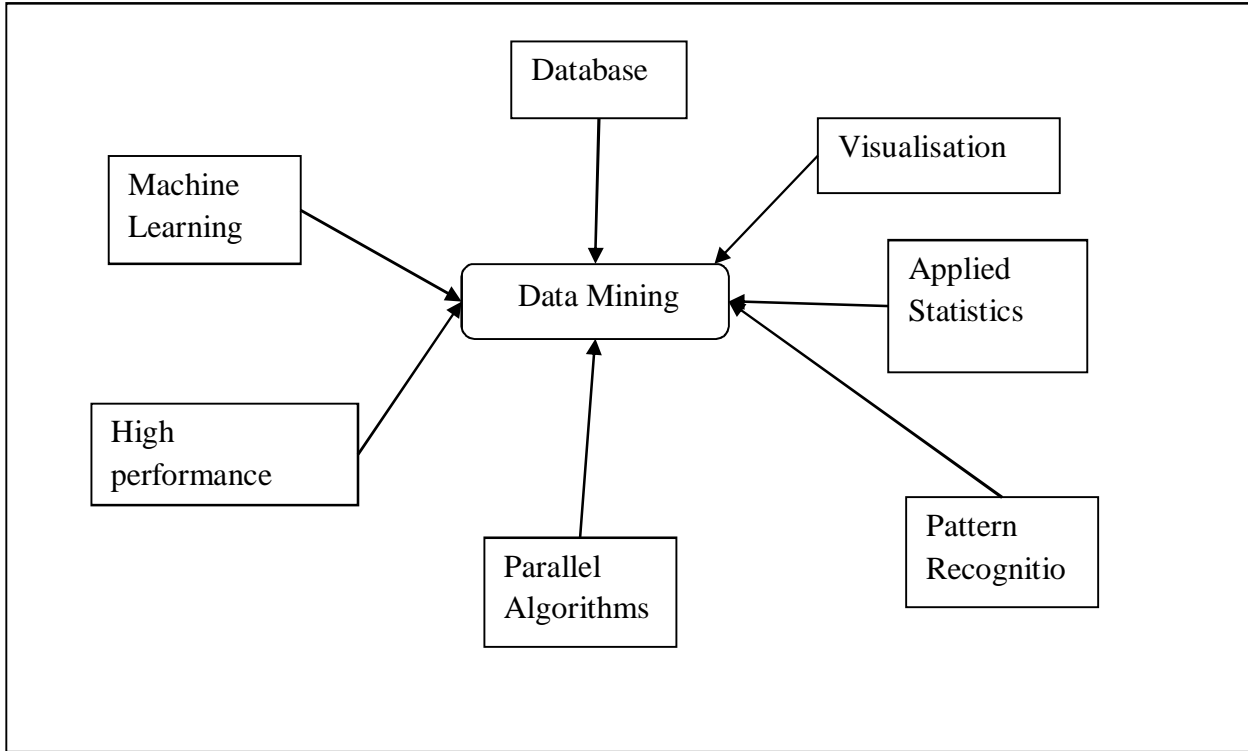 Database
Visualisation
Machine
Learning
Applied
Statistics
Data Mining
High
performance
Pattern
Recognitio
Parallel
Algorithms